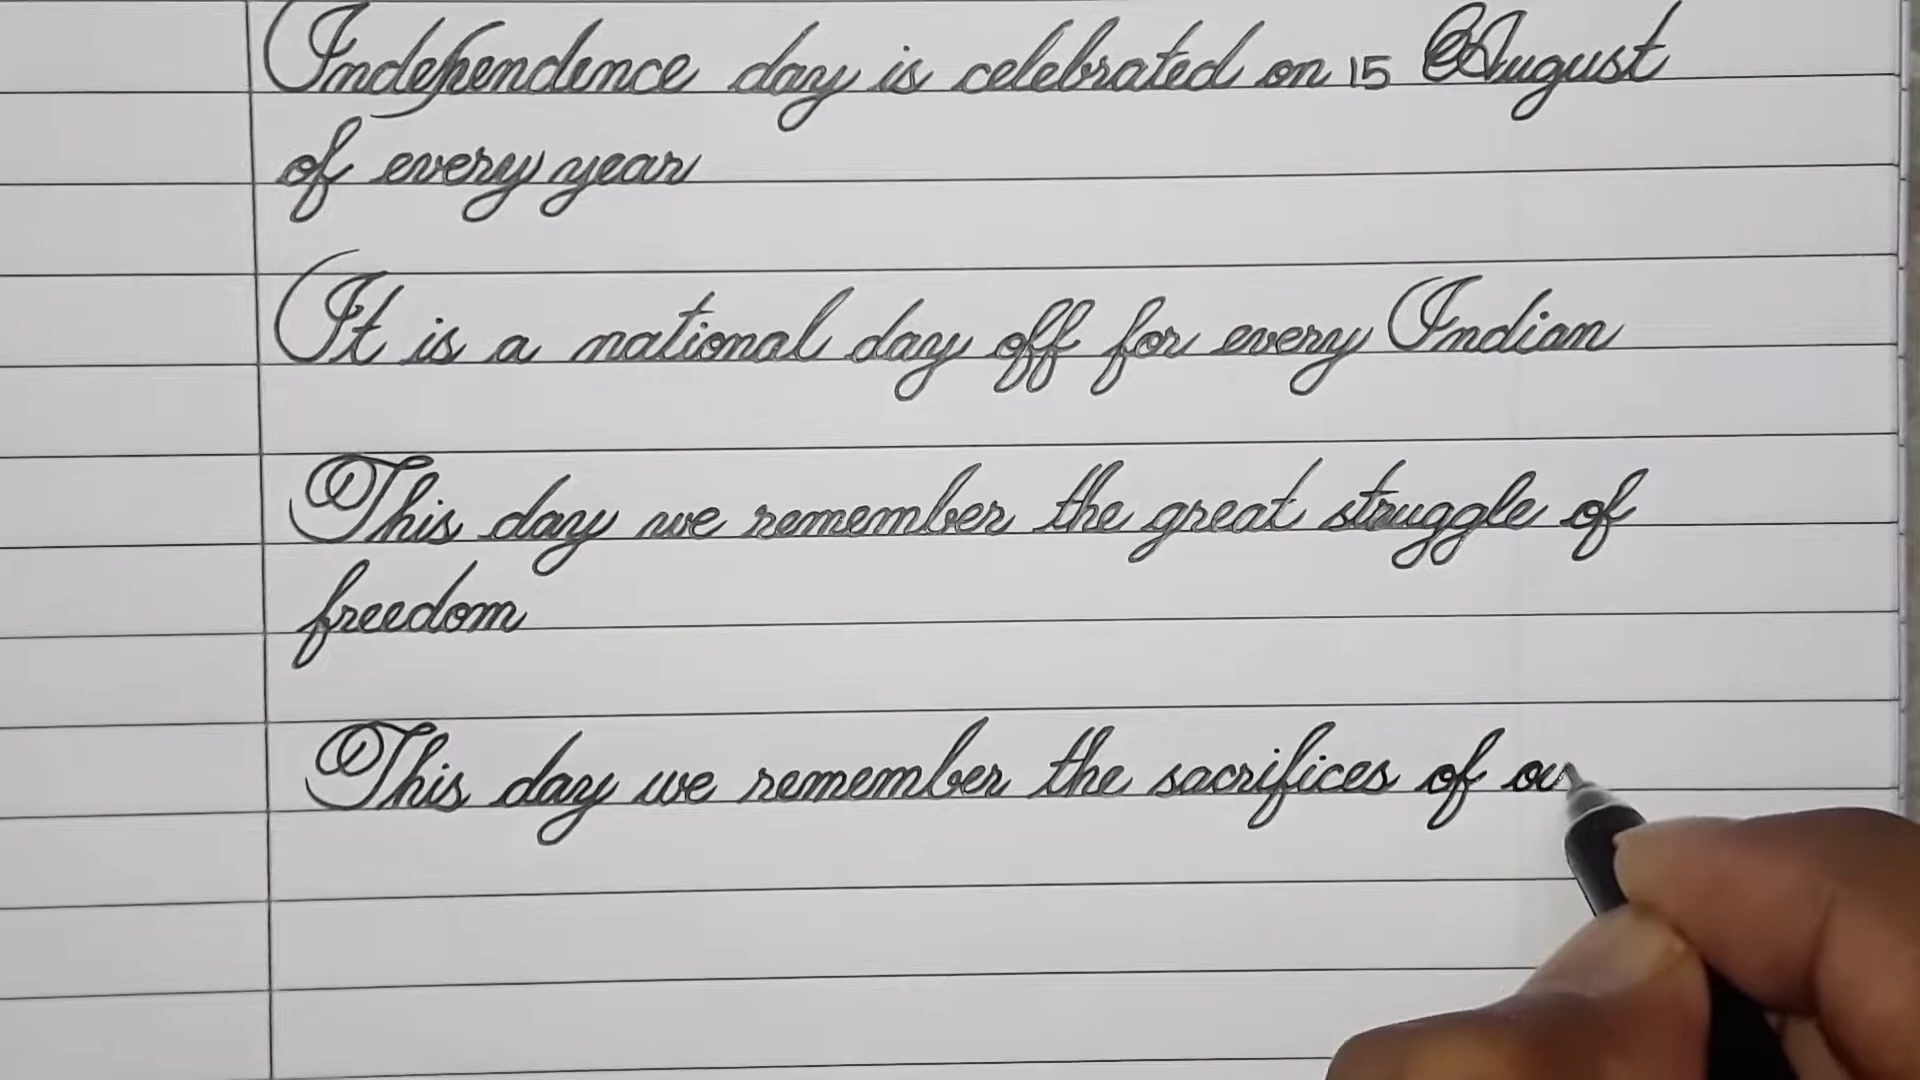 Independence day is celebrated on 15 August
of every year
It is a national day off for every Indian
This day we remember the great struggle of
freedom
This day we remember the sacrifices of ou